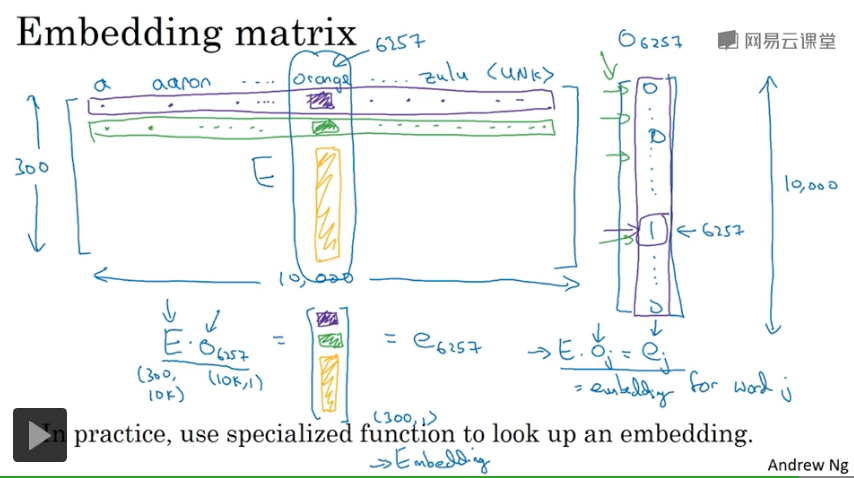 Embedding matrix
6257
O6257
网易云课堂
a aaron ..... orange ..... zulu <UNK>
300
E
10,000
1
← 6257
0
0
0
10,000
E · O6257 = [ ] = e6257
(300, 10K) (10K, 1)
(300, 1)
→ E · Oj = ej
= embedding for word j
In practice, use specialized function to look up an embedding.
→ Embedding
Andrew Ng